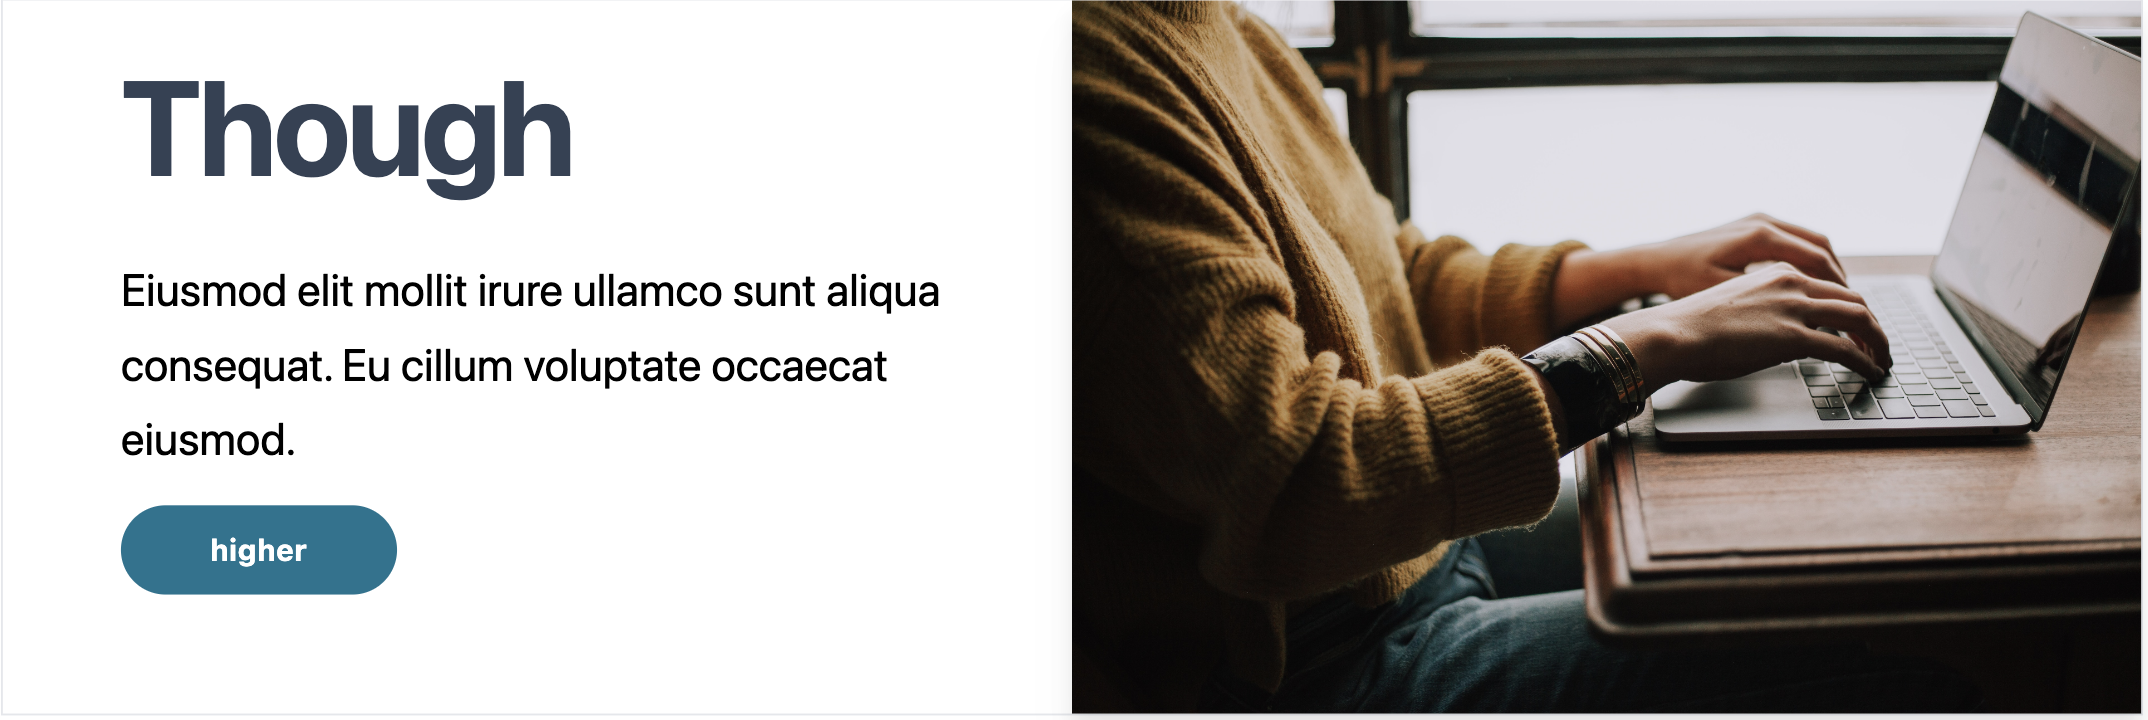 Though
Eiusmod elit mollit irure ullamco sunt aliqua
consequat. Eu cillum voluptate occaecat
eiusmod.
higher